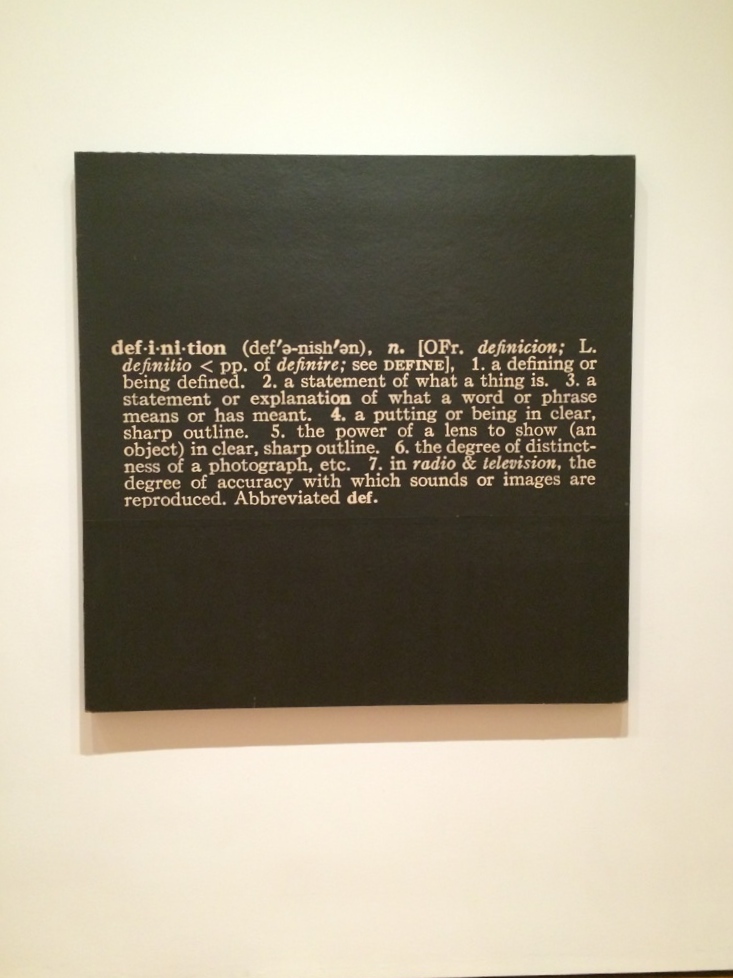 def·i·ni·tion (def′ə-nish′ən), n. [OFr. definicion; L.
definitio < pp. of definire; see DEFINE], 1. a defining or
being defined. 2. a statement of what a thing is. 3. a
statement or explanation of what a word or phrase
means or has meant. 4. a putting or being in clear,
sharp outline. 5. the power of a lens to show (an
object) in clear, sharp outline. 6. the degree of distinct-
ness of a photograph, etc. 7. in radio & television, the
degree of accuracy with which sounds or images are
reproduced. Abbreviated def.